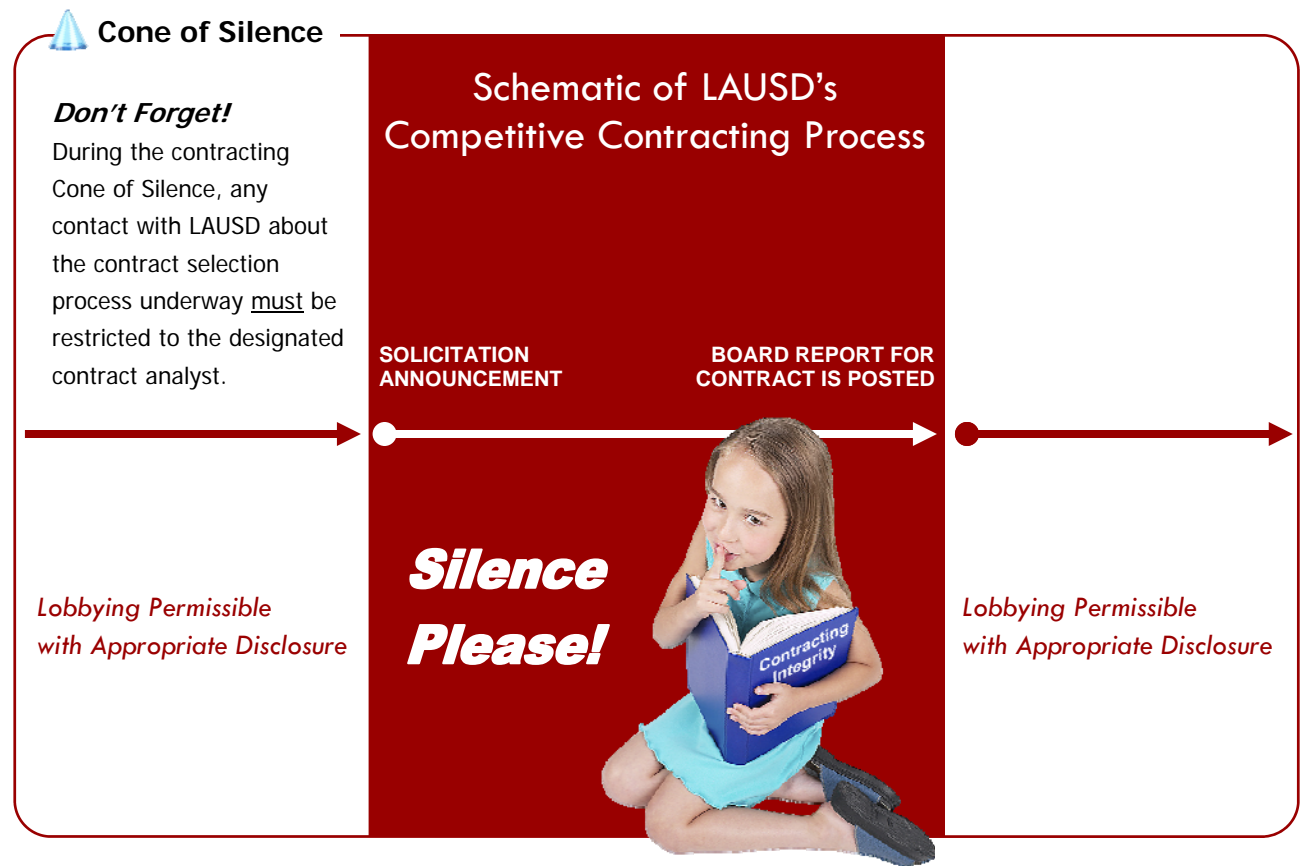 Cone of Silence
Don't Forget!
During the contracting
Cone of Silence, any
contact with LAUSD about
the contract selection
process underway must be
restricted to the designated
contract analyst.
Schematic of LAUSD's
Competitive Contracting Process
SOLICITATION
ANNOUNCEMENT
BOARD REPORT FOR
CONTRACT IS POSTED
Lobbying Permissible
with Appropriate Disclosure
Silence
Please!
Contracting
Integrity
Lobbying Permissible
with Appropriate Disclosure